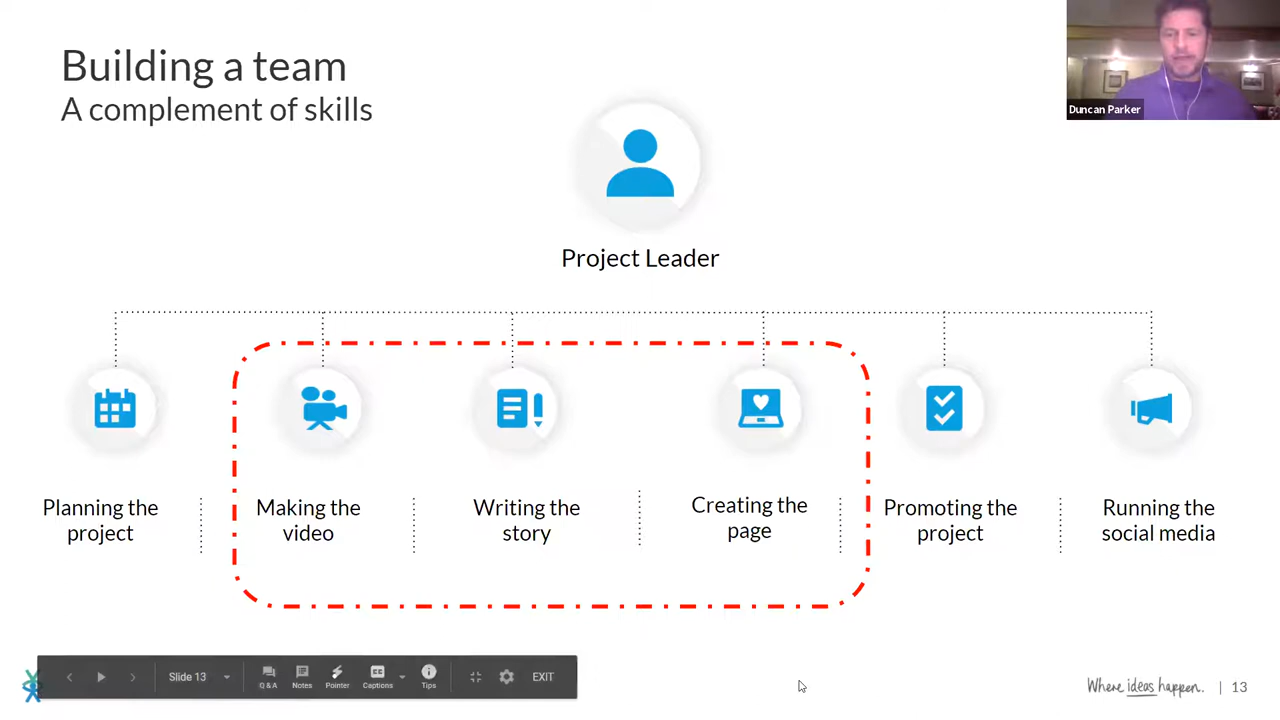 Building a team
A complement of skills
Duncan Parker
Project Leader
Planning the
project
Making the
video
Writing the
story
Creating the
page
Promoting the
project
Running the
social media
Slide 13
Q & A
Notes
Pointer
CC
Captions
Tips
EXIT
Where ideas happen.
| 13